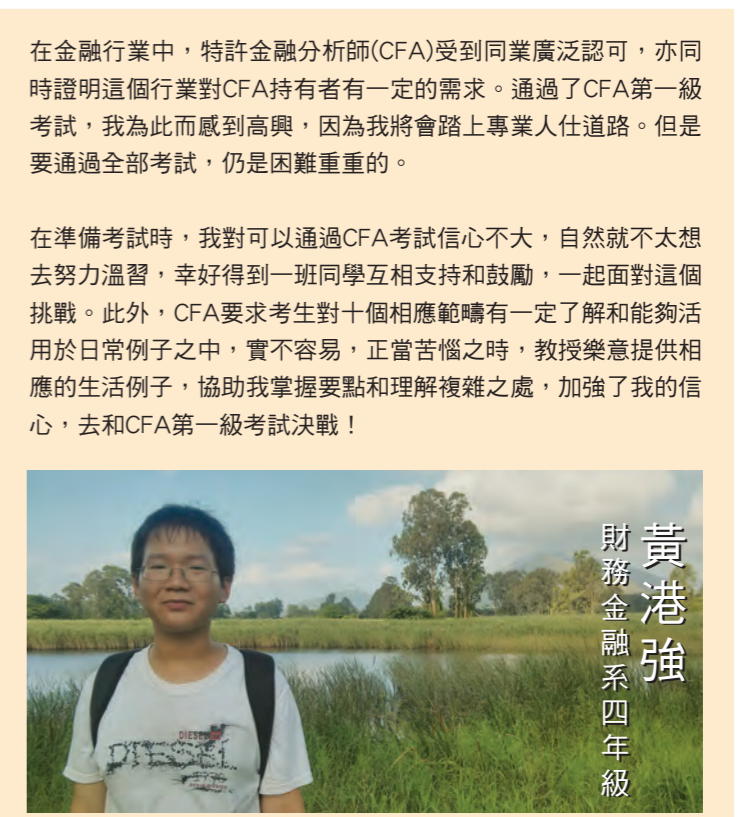 在金融行業中，特許金融分析師(CFA)受到同業廣泛認可，亦同
時證明這個行業對CFA持有者有一定的需求。通過了CFA第一級
考試，我為此而感到高興，因為我將會踏上專業人仕道路。但是
要通過全部考試，仍是困難重重的。
在準備考試時，我對可以通過CFA考試信心不大，自然就不太想
去努力溫習，幸好得到一班同學互相支持和鼓勵，一起面對這個
挑戰。此外，CFA要求考生對十個相應範疇有一定了解和能夠活
用於日常例子之中，實不容易，正當苦惱之時，教授樂意提供相
應的生活例子，協助我掌握要點和理解複雜之處，加強了我的信
心，去和CFA第一級考試決戰！
黃港強
財務金融系四年級
DIESEL
DIESEL